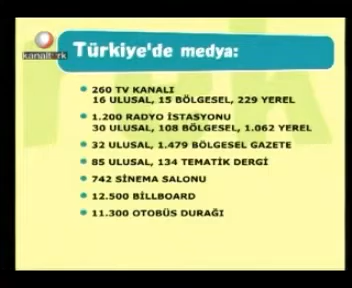 kanaltürk
Türkiye'de medya:
260 TV KANALI
16 ULUSAL, 15 BÖLGESEL, 229 YEREL
1.200 RADYO İSTASYONU
30 ULUSAL, 108 BÖLGESEL, 1.062 YEREL
32 ULUSAL, 1.479 BÖLGESEL GAZETE
85 ULUSAL, 134 TEMATİK DERGİ
742 SİNEMA SALONU
12.500 BİLLBOARD
11.300 OTOBÜS DURAĞI